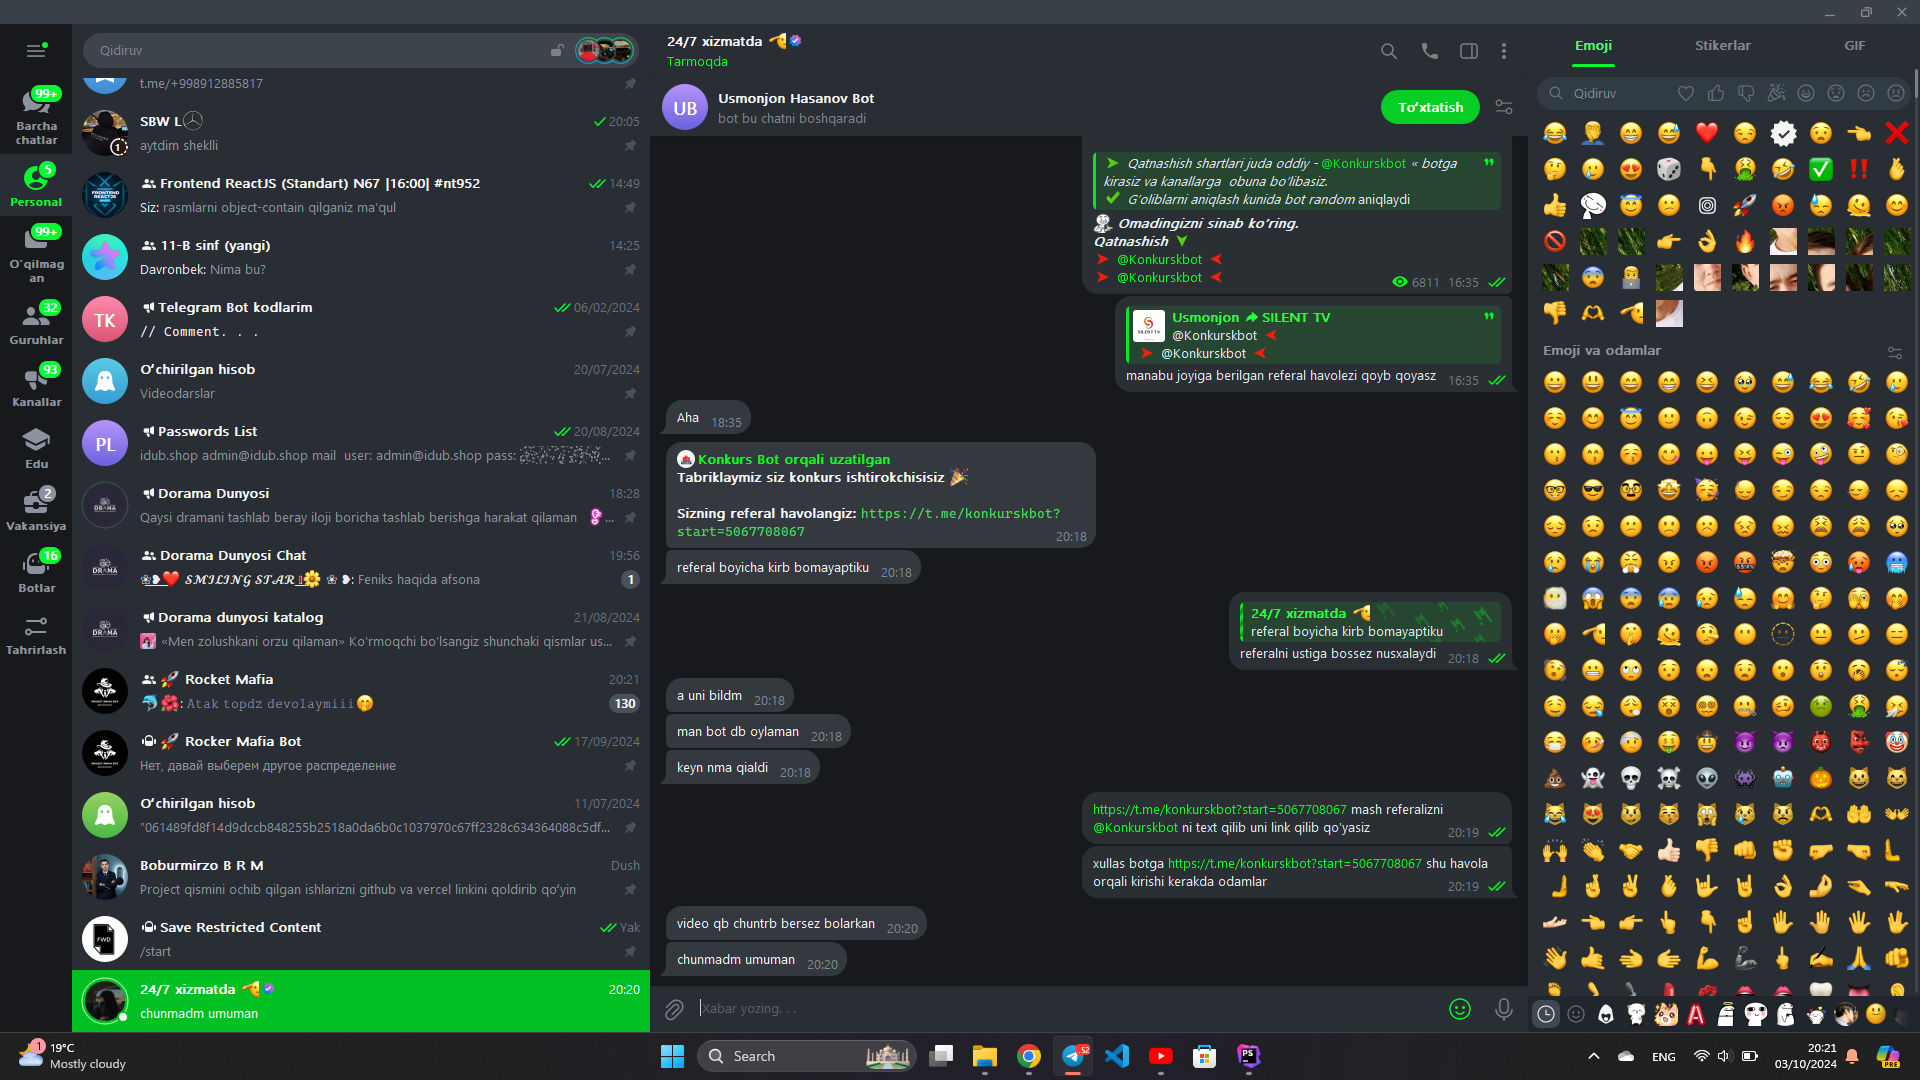 Qidiruv
99+
Barcha
chatlar
5
Personal
99+
O'qilmag
an
32
Guruhlar
93
Kanallar
Edu
2
Vakansiya
16
Botlar
Tahrirlash
t.me/+998912885817
SBW L
20:05
aytdim sheklli
Frontend ReactJS (Standart) N67 |16:00| #nt952
14:49
Siz: rasmlarni object-contain qilganiz ma'qul
11-B sinf (yangi)
14:25
Davronbek: Nima bu?
TK
Telegram Bot kodlarim
06/02/2024
// Comment. . .
Oʻchirilgan hisob
20/07/2024
Videodarslar
PL
Passwords List
20/08/2024
idub.shop admin@idub.shop mail user: admin@idub.shop pass:
Dorama Dunyosi
18:28
Qaysi dramani tashlab beray iloji boricha tashlab berishga harakat qilaman ...
Dorama Dunyosi Chat
19:56
❀❥❤️ 𝑺𝑴𝑰𝑳𝑰𝑵𝑮 𝑺𝑻𝑨𝑹 🌼 ❀ ❥: Feniks haqida afsona
1
Dorama dunyosi katalog
21/08/2024
«Men zolushkani orzu qilaman» Ko'rmoqchi bo'lsangiz shunchaki qismlar us...
🚀 Rocket Mafia
20:21
🐬🌺: Atak topdz devolaymiii🤭
130
🚀 Rocker Mafia Bot
17/09/2024
Нет, давай выберем другое распределение
Oʻchirilgan hisob
11/07/2024
"061489fd8f14d9dccb848255b2518a0da6b0c1037970c67ff2328c634364088c5df...
Boburmirzo B R M
Dush
Project qismini ochib qilgan ishlarizni github va vercel linkini qoldirib qoʻyin
FWD
Save Restricted Content
Yak
/start
24/7 xizmatda
20:20
chunmadm umuman
24/7 xizmatda
Tarmoqda
UB
Usmonjon Hasanov Bot
bot bu chatni boshqaradi
Toʻxtatish
➤ Qatnashish shartlari juda oddiy - @Konkurskbot « botga
kirasiz va kanallarga obuna bo'libasiz.
✔ G'oliblarni aniqlash kunida bot random aniqlaydi
Omadingizni sinab ko'ring.
Qatnashish
@Konkurskbot
@Konkurskbot
6811 16:35
SILENT TV
Usmonjon SILENT TV
@Konkurskbot
@Konkurskbot
manabu joyiga berilgan referal havolezi qoyb qoyasz
16:35
Aha
18:35
Konkurs Bot orqali uzatilgan
Tabriklaymiz siz konkurs ishtirokchisisiz 🎉
Sizning referal havolangiz: https://t.me/konkurskbot?
start=5067708067
20:18
referal boyicha kirb bomayaptiku
20:18
24/7 xizmatda
referal boyicha kirb bomayaptiku
referalni ustiga bossez nusxalaydi
20:18
a uni bildm
20:18
man bot db oylaman
20:18
keyn nma qialdi
20:18
https://t.me/konkurskbot?start=5067708067 mash referalizni
@Konkurskbot ni text qilib uni link qilib qo'yasiz
20:19
xullas botga https://t.me/konkurskbot?start=5067708067 shu havola
orqali kirishi kerakda odamlar
20:19
video qb chuntrb bersez bolarkan
20:20
chunmadm umuman
20:20
Xabar yozing. . .
Emoji
Stikerlar
GIF
Qidiruv
Emoji va odamlar
1
19°C
Mostly cloudy
Search
52
PS
ENG
20:21
03/10/2024
PRE